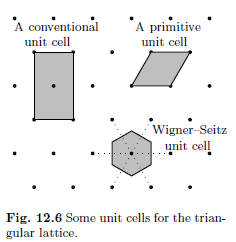 A conventional
unit cell
A primitive
unit cell
Wigner–Seitz
unit cell
Fig. 12.6 Some unit cells for the trian-
gular lattice.